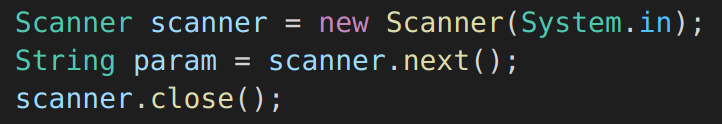 Scanner scanner = new Scanner(System.in);
String param = scanner.next();
scanner.close();